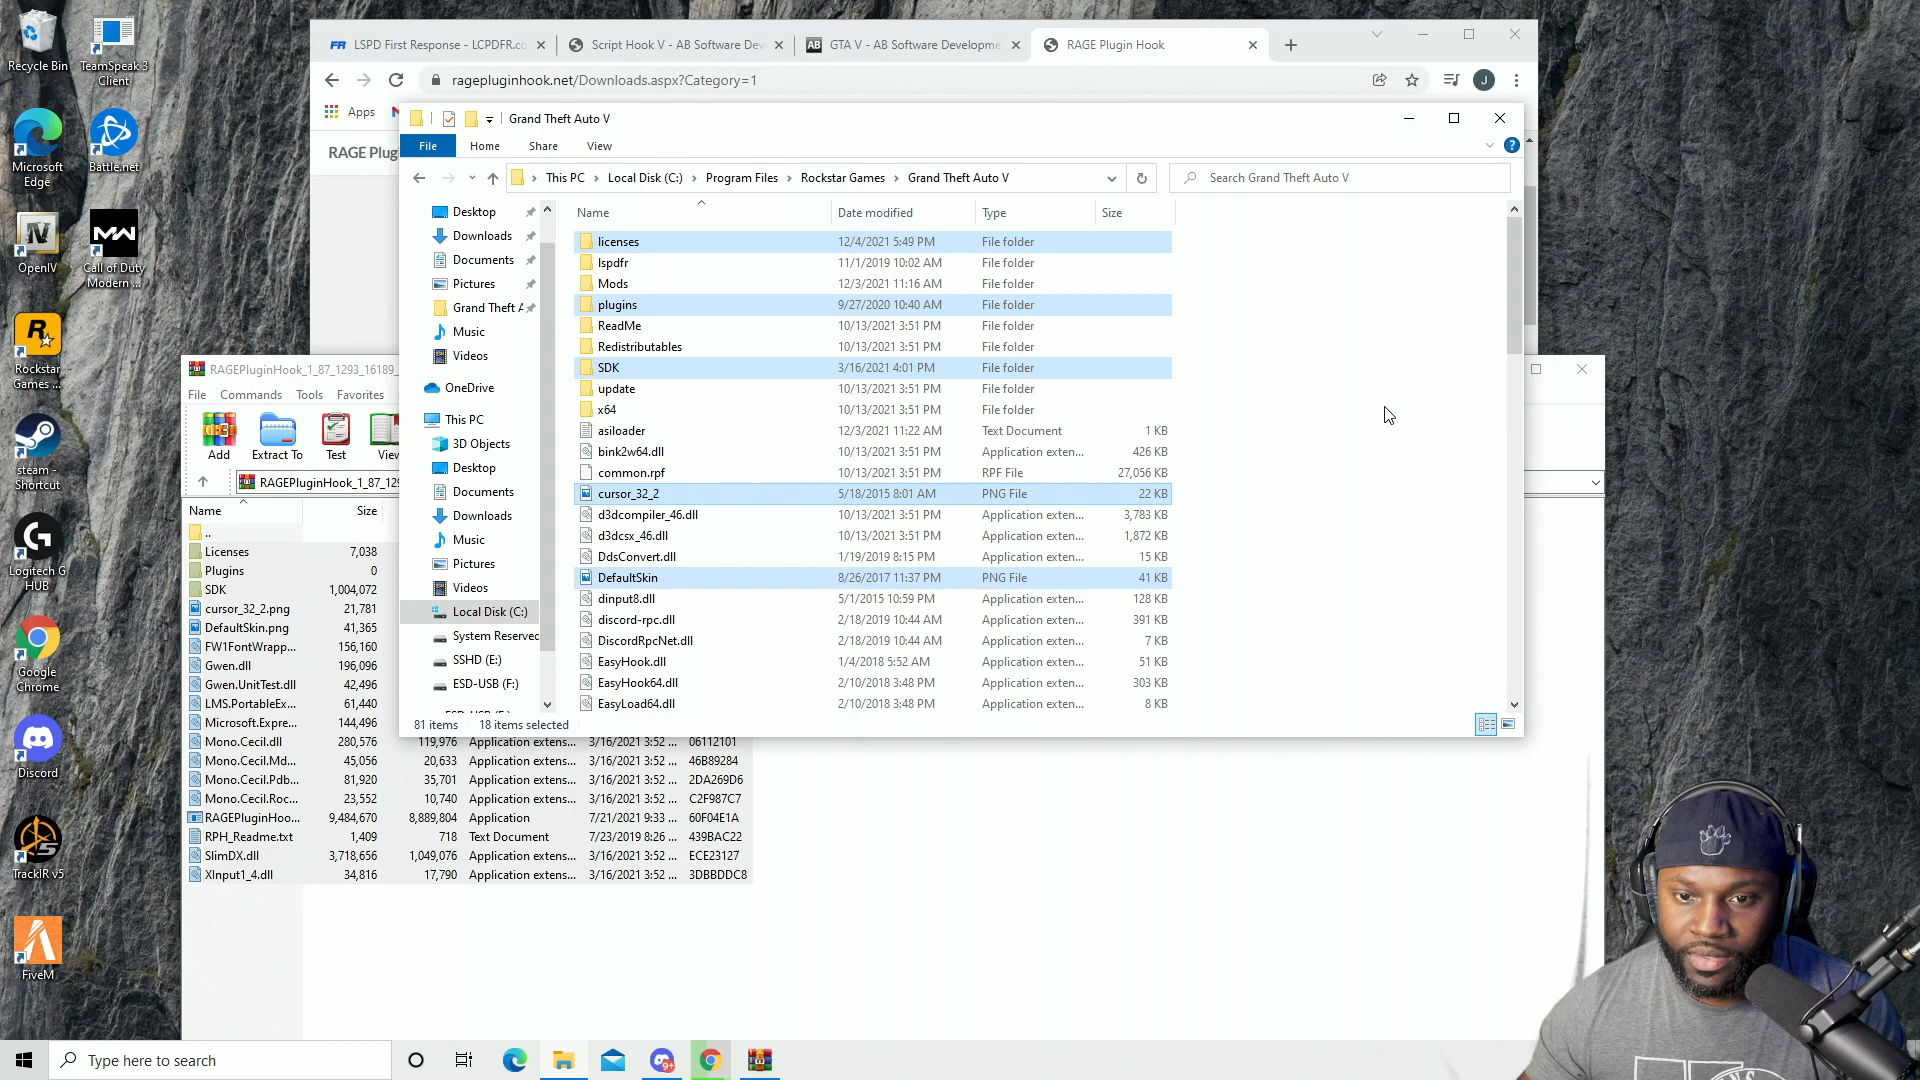 Recycle Bin
TeamSpeak 3 Client
Microsoft Edge
Battle.net
OpenIV
Call of Duty Modern ...
Rockstar Games ...
steam - Shortcut
Logitech G HUB
Google Chrome
Discord
TrackIR v5
FiveM
FR LSPD First Response - LCPDFR.co
Script Hook V - AB Software Dev
AB GTA V - AB Software Developme
RAGE Plugin Hook
ragepluginhook.net/Downloads.aspx?Category=1
J
Apps
RAGE Plug
Grand Theft Auto V
File Home Share View
This PC > Local Disk (C:) > Program Files > Rockstar Games > Grand Theft Auto V
Search Grand Theft Auto V
Desktop
Downloads
Documents
Pictures
Grand Theft A
Music
Videos
OneDrive
This PC
3D Objects
Desktop
Documents
Downloads
Music
Pictures
Videos
Local Disk (C:)
System Reserved
SSHD (E:)
ESD-USB (F:)
Name Date modified Type Size
licenses 12/4/2021 5:49 PM File folder
lspdfr 11/1/2019 10:02 AM File folder
Mods 12/3/2021 11:16 AM File folder
plugins 9/27/2020 10:40 AM File folder
ReadMe 10/13/2021 3:51 PM File folder
Redistributables 10/13/2021 3:51 PM File folder
SDK 3/16/2021 4:01 PM File folder
update 10/13/2021 3:51 PM File folder
x64 10/13/2021 3:51 PM File folder
asiloader 12/3/2021 11:22 AM Text Document 1 KB
bink2w64.dll 10/13/2021 3:51 PM Application exten... 426 KB
common.rpf 10/13/2021 3:51 PM RPF File 27,056 KB
cursor_32_2 5/18/2015 8:01 AM PNG File 22 KB
d3dcompiler_46.dll 10/13/2021 3:51 PM Application exten... 3,783 KB
d3dcsx_46.dll 10/13/2021 3:51 PM Application exten... 1,872 KB
DdsConvert.dll 1/19/2019 8:15 PM Application exten... 15 KB
DefaultSkin 8/26/2017 11:37 PM PNG File 41 KB
dinput8.dll 5/1/2015 10:59 PM Application exten... 128 KB
discord-rpc.dll 2/18/2019 10:44 AM Application exten... 391 KB
DiscordRpcNet.dll 2/18/2019 10:44 AM Application exten... 7 KB
EasyHook.dll 1/4/2018 5:52 AM Application exten... 51 KB
EasyHook64.dll 2/10/2018 3:48 PM Application exten... 303 KB
EasyLoad64.dll 2/10/2018 3:48 PM Application exten... 8 KB
81 items 18 items selected
RAGEPluginHook_1_87_1293_16189_
File Commands Tools Favorites
Add Extract To Test View
RAGEPluginHook_1_87_129
Name Size
..
Licenses 7,038
Plugins 0
SDK 1,004,072
cursor_32_2.png 21,781
DefaultSkin.png 41,365
FW1FontWrapp... 156,160
Gwen.dll 196,096
Gwen.UnitTest.dll 42,496
LMS.PortableEx... 61,440
Microsoft.Expre... 144,496
Mono.Cecil.dll 280,576 119,976 Application extens... 3/16/2021 3:52 ... 06112101
Mono.Cecil.Md... 45,056 20,633 Application extens... 3/16/2021 3:52 ... 46B89284
Mono.Cecil.Pdb... 81,920 35,701 Application extens... 3/16/2021 3:52 ... 2DA269D6
Mono.Cecil.Roc... 23,552 10,740 Application extens... 3/16/2021 3:52 ... C2F987C7
RAGEPluginHoo... 9,484,670 8,889,804 Application 7/21/2021 9:33 ... 60F04E1A
RPH_Readme.txt 1,409 718 Text Document 7/23/2019 8:26 ... 439BAC22
SlimDX.dll 3,718,656 1,049,076 Application extens... 3/16/2021 3:52 ... ECE23127
XInput1_4.dll 34,816 17,790 Application extens... 3/16/2021 3:52 ... 3DBBDDC8
Type here to search
9+